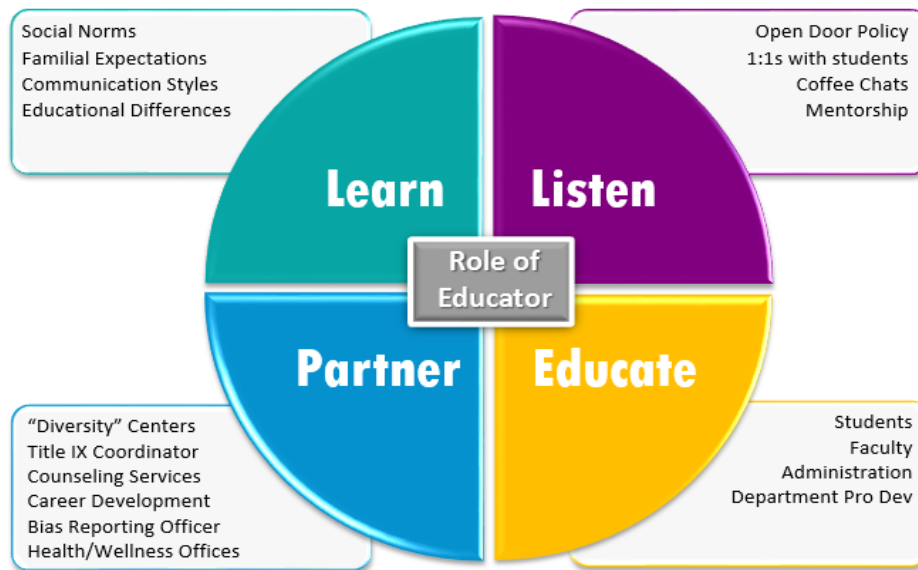 Social Norms
Familial Expectations
Communication Styles
Educational Differences
Open Door Policy
1:1s with students
Coffee Chats
Mentorship
Learn
Listen
Role of
Educator
Partner
Educate
“Diversity” Centers
Title IX Coordinator
Counseling Services
Career Development
Bias Reporting Officer
Health/Wellness Offices
Students
Faculty
Administration
Department Pro Dev